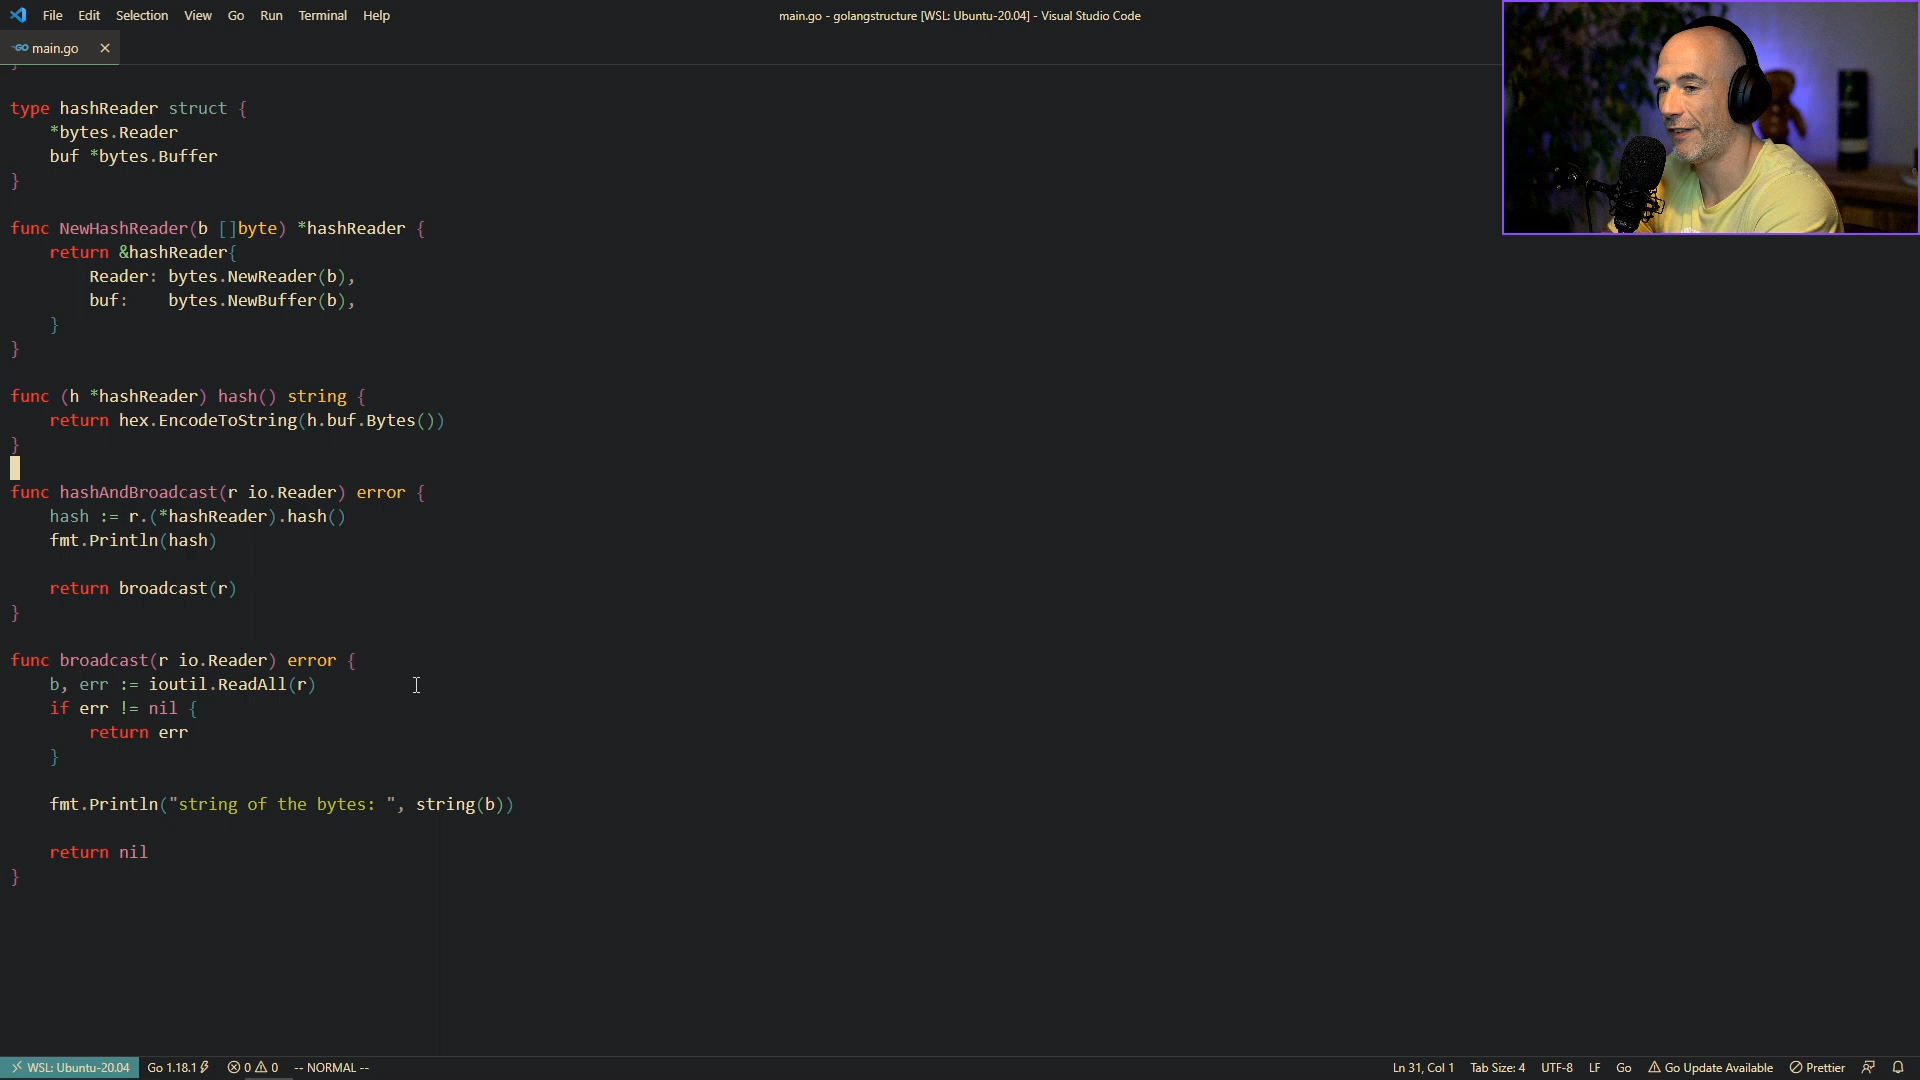 File Edit Selection View Go Run Terminal Help
main.go - golangstructure [WSL: Ubuntu-20.04] - Visual Studio Code
GO main.go ×
}
type hashReader struct {
*bytes.Reader
buf *bytes.Buffer
}
func NewHashReader(b []byte) *hashReader {
return &hashReader{
Reader: bytes.NewReader(b),
buf: bytes.NewBuffer(b),
}
}
func (h *hashReader) hash() string {
return hex.EncodeToString(h.buf.Bytes())
}
func hashAndBroadcast(r io.Reader) error {
hash := r.(*hashReader).hash()
fmt.Println(hash)
return broadcast(r)
}
func broadcast(r io.Reader) error {
b, err := ioutil.ReadAll(r)
if err != nil {
return err
}
fmt.Println("string of the bytes: ", string(b))
return nil
}
WSL: Ubuntu-20.04 Go 1.18.1 0 0 -- NORMAL -- Ln 31, Col 1 Tab Size: 4 UTF-8 LF Go Go Update Available Prettier